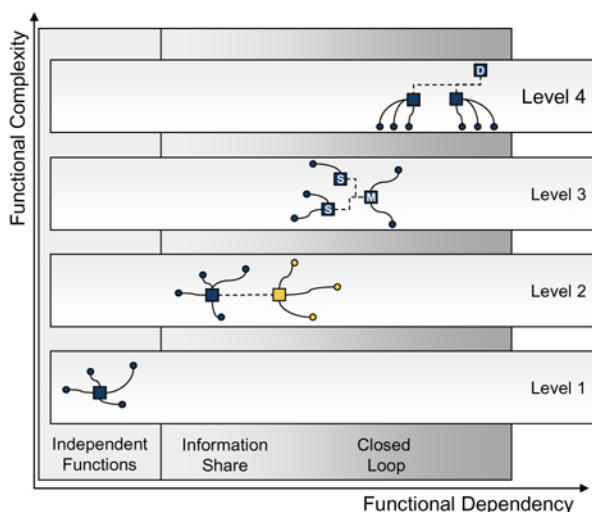 Functional Complexity
D
Level 4
S
S
M
Level 3
Level 2
Level 1
Independent
Functions
Information
Share
Closed
Loop
Functional Dependency